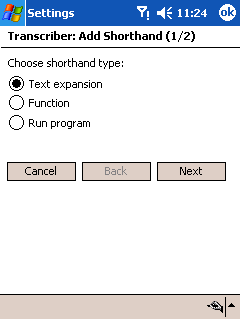 Settings 11:24 ok
Transcriber: Add Shorthand (1/2)
Choose shorthand type:
Text expansion
Function
Run program
Cancel Back Next